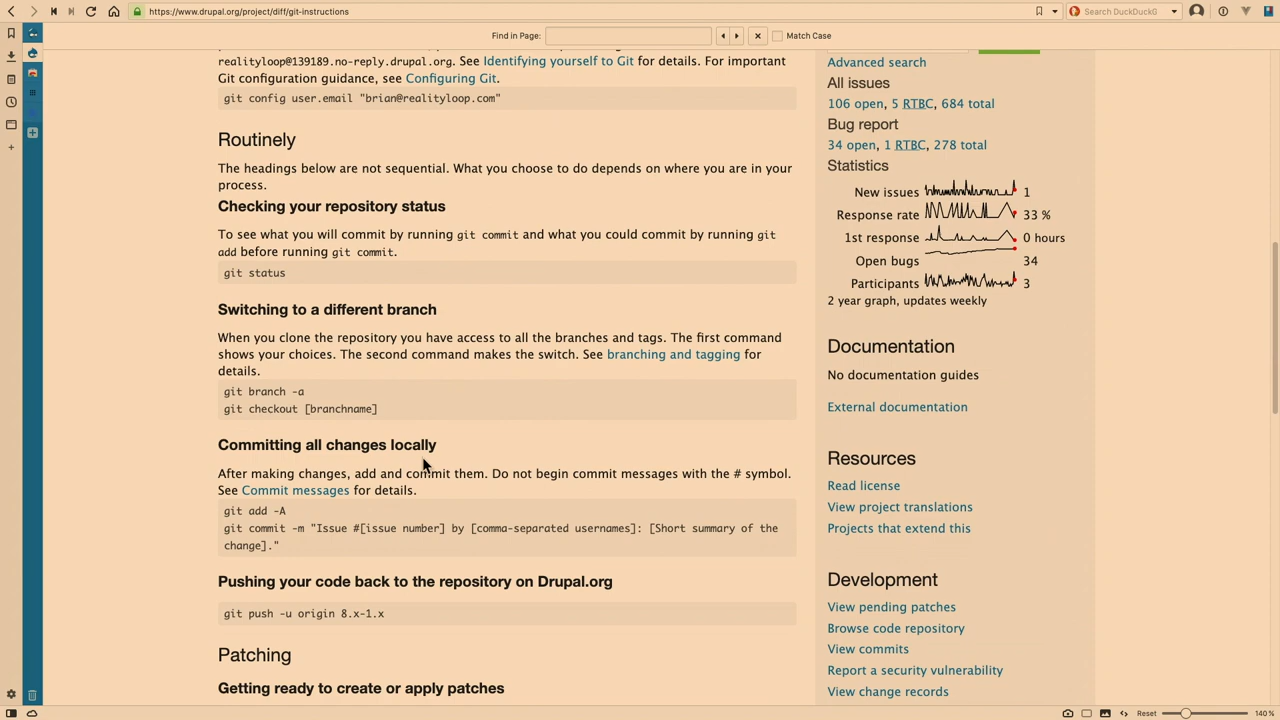 https://www.drupal.org/project/diff/git-instructions
Search DuckDuckG
Find in Page:
Match Case
realityloop@139189.no-reply.drupal.org. See Identifying yourself to Git for details. For important
Git configuration guidance, see Configuring Git.
git config user.email "brian@realityloop.com"
Routinely
The headings below are not sequential. What you choose to do depends on where you are in your
process.
Checking your repository status
To see what you will commit by running git commit and what you could commit by running git
add before running git commit.
git status
Switching to a different branch
When you clone the repository you have access to all the branches and tags. The first command
shows your choices. The second command makes the switch. See branching and tagging for
details.
git branch -a
git checkout [branchname]
Committing all changes locally
After making changes, add and commit them. Do not begin commit messages with the # symbol.
See Commit messages for details.
git add -A
git commit -m "Issue #[issue number] by [comma-separated usernames]: [Short summary of the
change]."
Pushing your code back to the repository on Drupal.org
git push -u origin 8.x-1.x
Patching
Getting ready to create or apply patches
Advanced search
All issues
106 open, 5 RTBC, 684 total
Bug report
34 open, 1 RTBC, 278 total
Statistics
New issues 1
Response rate 33 %
1st response 0 hours
Open bugs 34
Participants 3
2 year graph, updates weekly
Documentation
No documentation guides
External documentation
Resources
Read license
View project translations
Projects that extend this
Development
View pending patches
Browse code repository
View commits
Report a security vulnerability
View change records
Reset
140 %